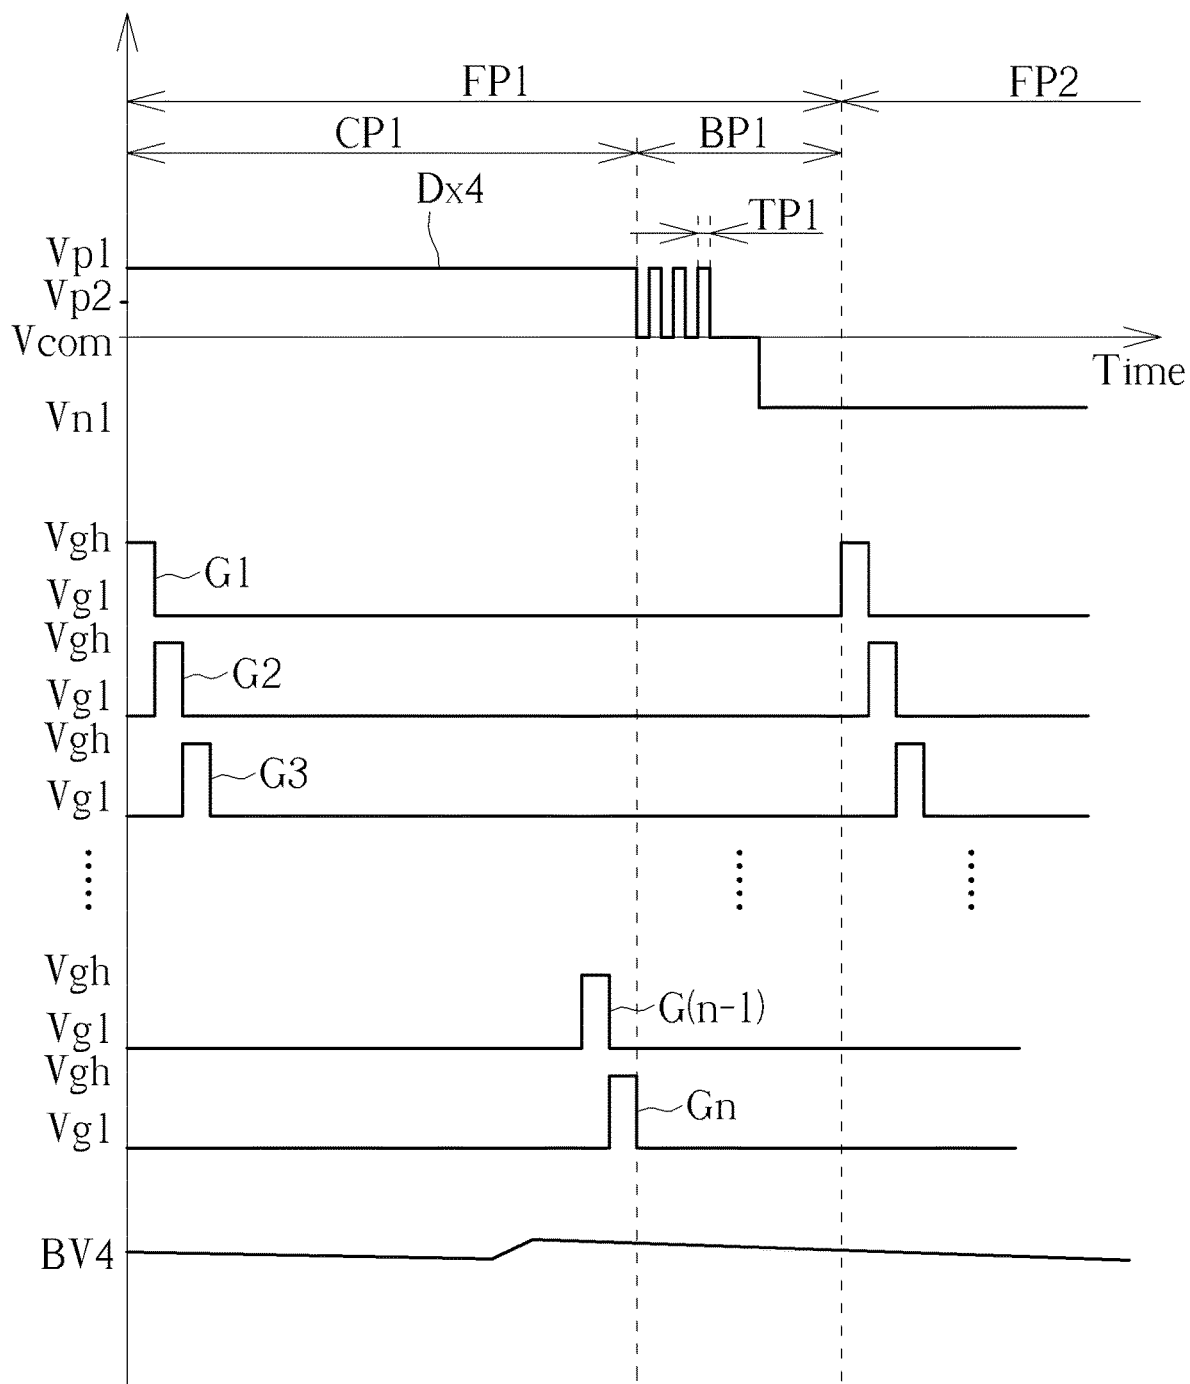 FP1 FP2
CP1 BP1
Dx4 TP1
Vp1
Vp2
Vcom
Time
Vn1
Vgh
G1
Vg1
Vgh
G2
Vg1
Vgh
G3
Vg1
Vgh
G(n-1)
Vg1
Vgh
Gn
Vg1
BV4